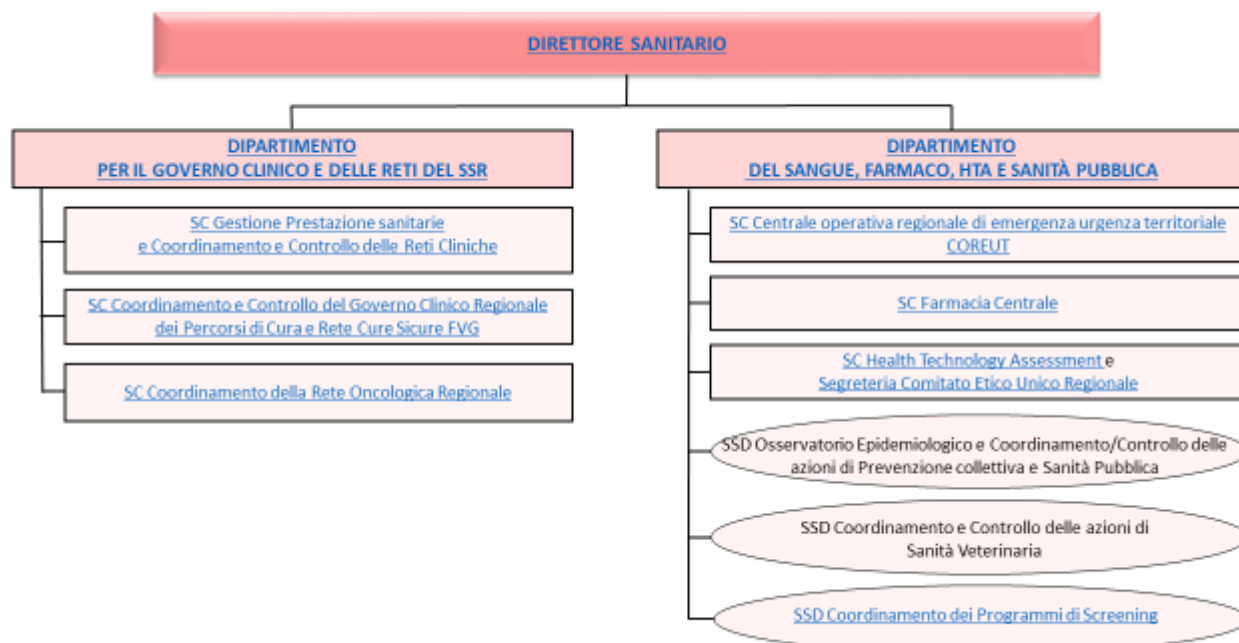 DIRETTORE SANITARIO
DIPARTIMENTO
PER IL GOVERNO CLINICO E DELLE RETI DEL SSR
SC Gestione Prestazione sanitarie
e Coordinamento e Controllo delle Reti Cliniche
SC Coordinamento e Controllo del Governo Clinico Regionale
dei Percorsi di Cura e Rete Cure Sicure FVG
SC Coordinamento della Rete Oncologica Regionale
DIPARTIMENTO
DEL SANGUE, FARMACO, HTA E SANITÀ PUBBLICA
SC Centrale operativa regionale di emergenza urgenza territoriale
COREUT
SC Farmacia Centrale
SC Health Technology Assessment e
Segreteria Comitato Etico Unico Regionale
SSD Osservatorio Epidemiologico e Coordinamento/Controllo delle
azioni di Prevenzione collettiva e Sanità Pubblica
SSD Coordinamento e Controllo delle azioni di
Sanità Veterinaria
SSD Coordinamento dei Programmi di Screening